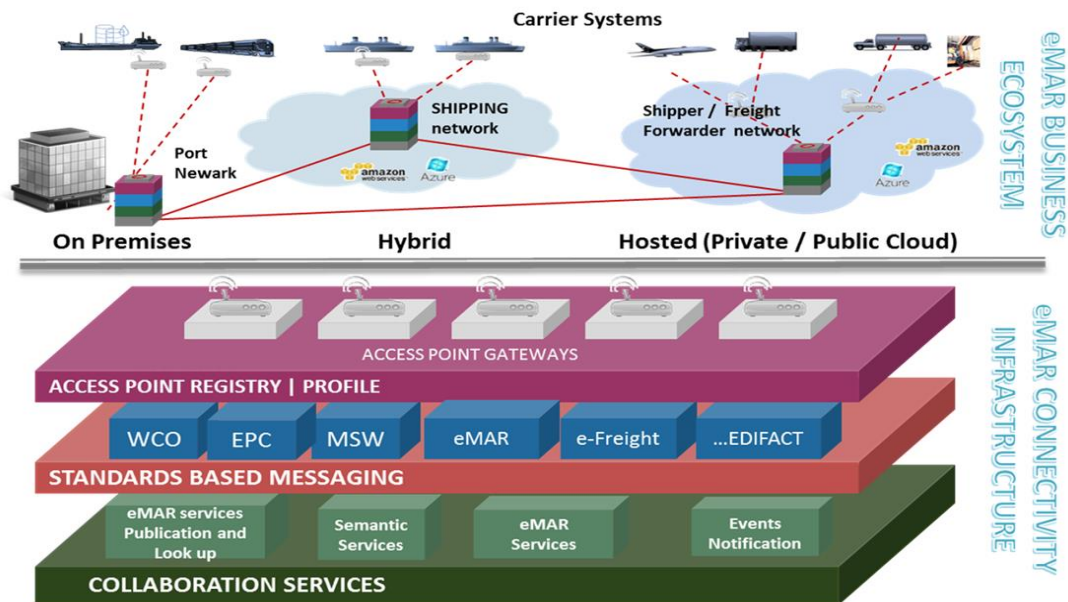 Carrier Systems
SHIPPING
network
Shipper / Freight
Forwarder network
Port
Newark
amazon
web services™
Azure
amazon
web services™
Azure
On Premises
Hybrid
Hosted (Private / Public Cloud)
eMAR BUSINESS
ECOSYSTEM
ACCESS POINT GATEWAYS
ACCESS POINT REGISTRY | PROFILE
WCO
EPC
MSW
eMAR
e-Freight
...EDIFACT
STANDARDS BASED MESSAGING
eMAR services
Publication and
Look up
Semantic
Services
eMAR
Services
Events
Notification
COLLABORATION SERVICES
eMAR CONNECTIVITY
INFRASTRUCTURE